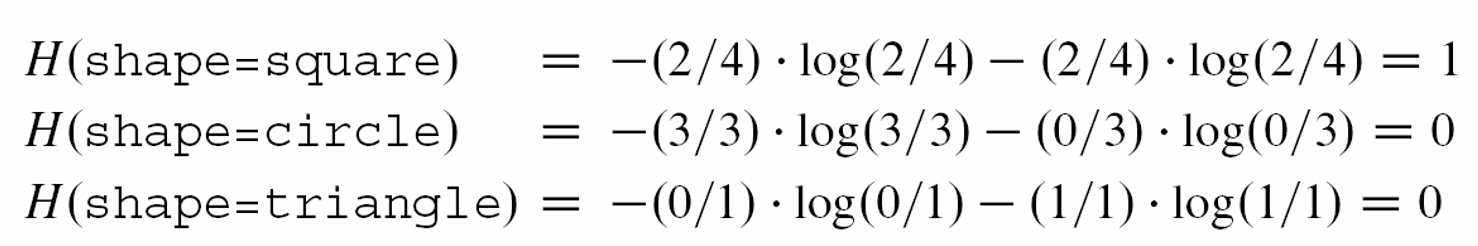 H(shape=square) = −(2/4) · log(2/4) − (2/4) · log(2/4) = 1
H(shape=circle) = −(3/3) · log(3/3) − (0/3) · log(0/3) = 0
H(shape=triangle) = −(0/1) · log(0/1) − (1/1) · log(1/1) = 0